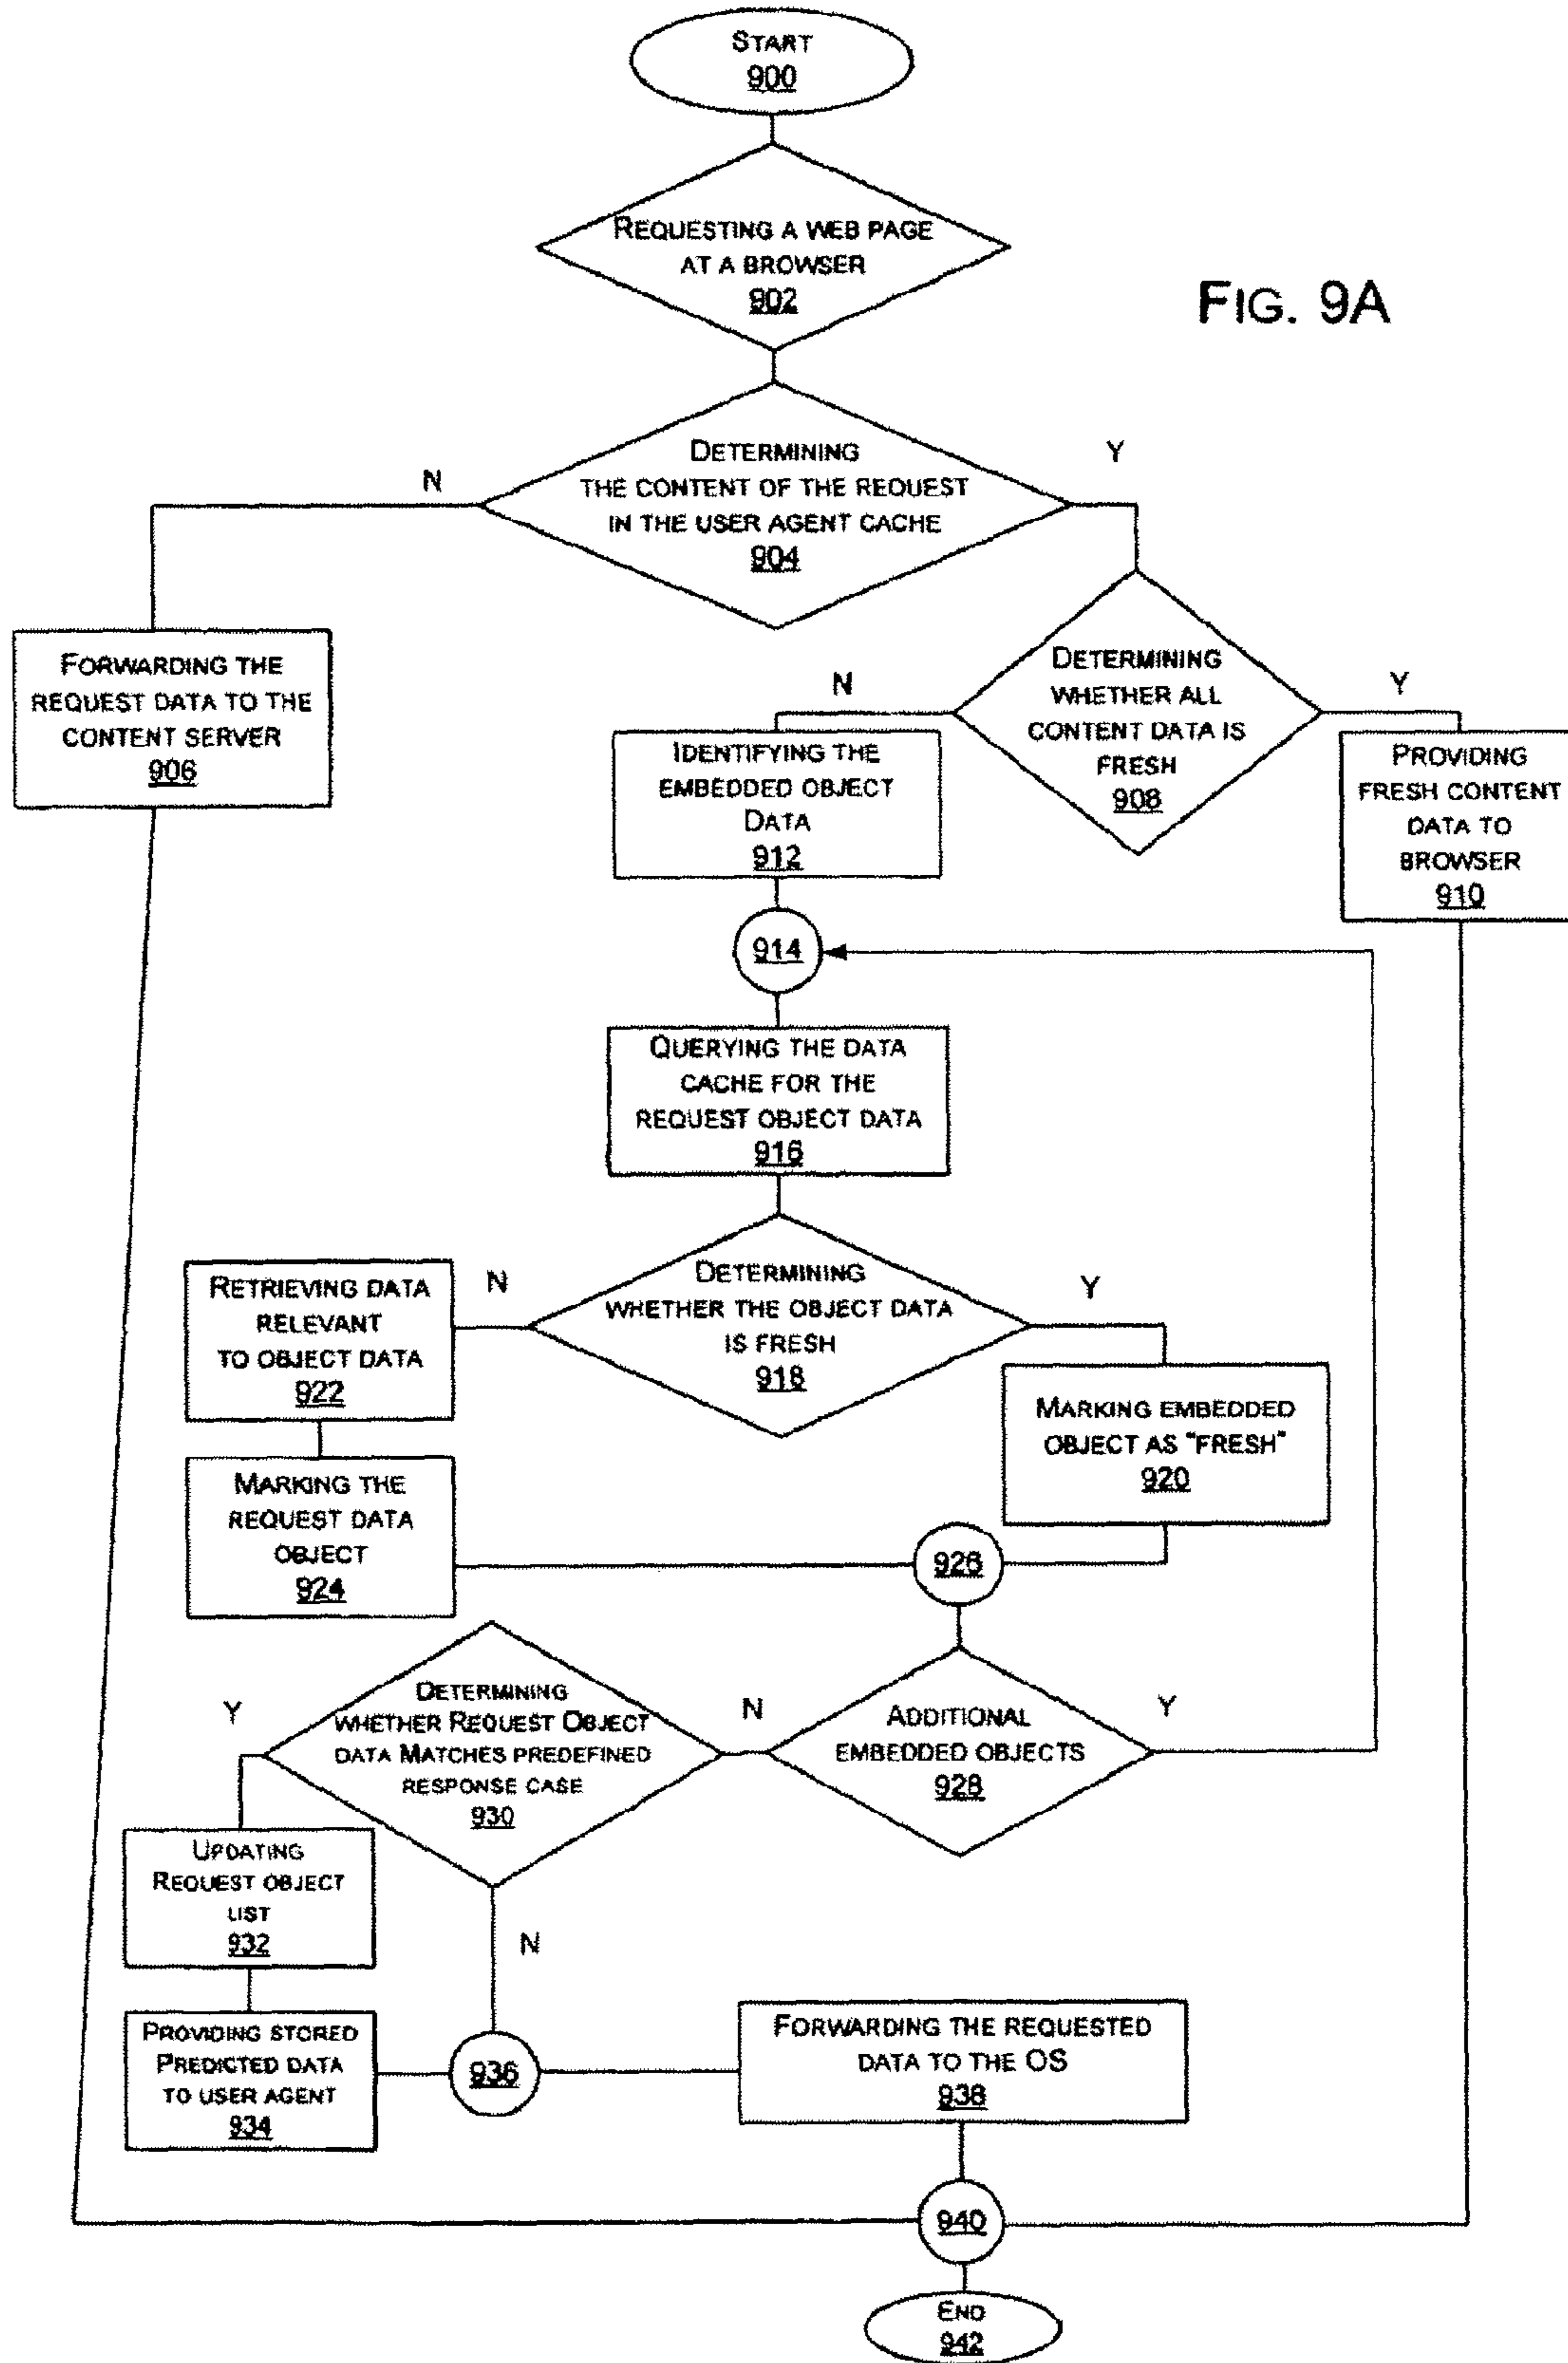 START
900
REQUESTING A WEB PAGE
AT A BROWSER
902
FIG. 9A
DETERMINING
THE CONTENT OF THE REQUEST
IN THE USER AGENT CACHE
904
N
Y
FORWARDING THE
REQUEST DATA TO THE
CONTENT SERVER
906
DETERMINING
WHETHER ALL
CONTENT DATA IS
FRESH
908
N
Y
IDENTIFYING THE
EMBEDDED OBJECT
DATA
912
PROVIDING
FRESH CONTENT
DATA TO
BROWSER
910
914
QUERYING THE DATA
CACHE FOR THE
REQUEST OBJECT DATA
916
DETERMINING
WHETHER THE OBJECT DATA
IS FRESH
918
N
Y
RETRIEVING DATA
RELEVANT
TO OBJECT DATA
922
MARKING EMBEDDED
OBJECT AS "FRESH"
920
MARKING THE
REQUEST DATA
OBJECT
924
926
ADDITIONAL
EMBEDDED OBJECTS
928
N
Y
DETERMINING
WHETHER REQUEST OBJECT
DATA MATCHES PREDEFINED
RESPONSE CASE
930
Y
N
UPDATING
REQUEST OBJECT
LIST
932
PROVIDING STORED
PREDICTED DATA
TO USER AGENT
934
936
FORWARDING THE REQUESTED
DATA TO THE OS
938
940
END
942